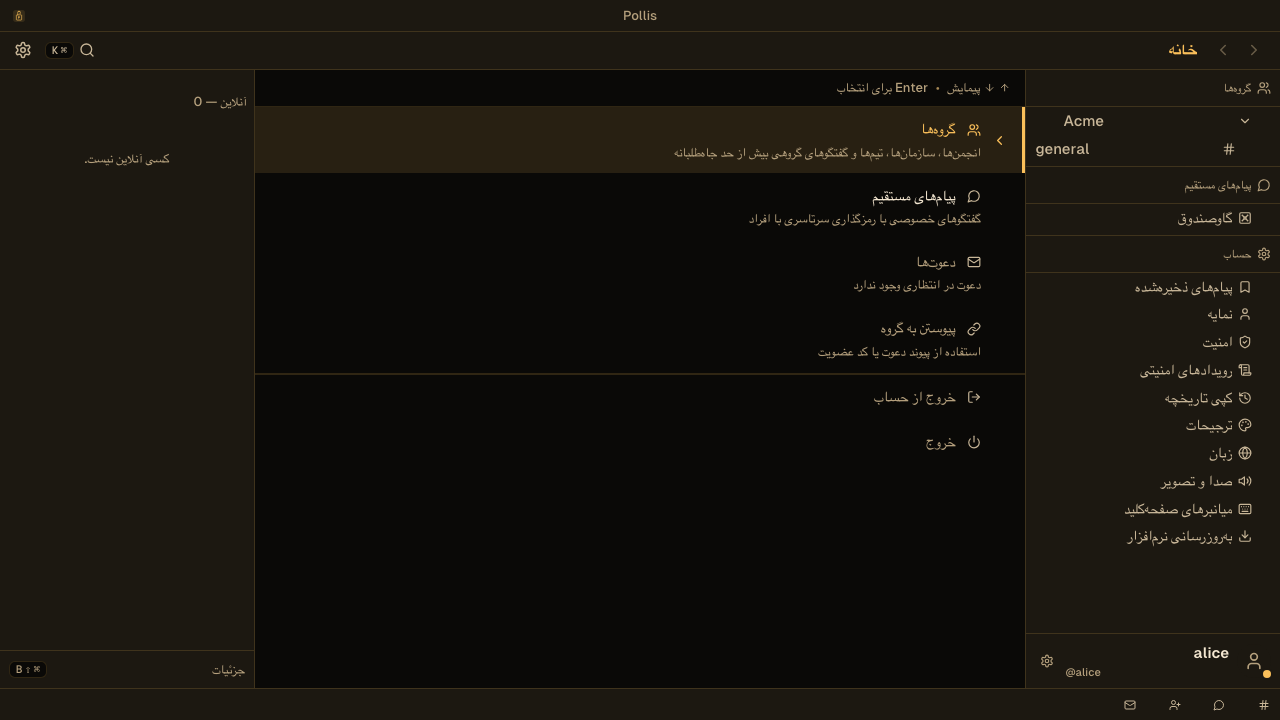 Pollis
خانه
K ⌘
گروه‌ها
Acme
# general
پیام‌های مستقیم
گاوصندوق
حساب
پیام‌های ذخیره‌شده
نمایه
امنیت
رویدادهای امنیتی
کپی تاریخچه
ترجیحات
زبان
صدا و تصویر
میانبرهای صفحه‌کلید
به‌روزرسانی نرم‌افزار
alice
@alice
↑ ↓ پیمایش • Enter برای انتخاب
گروه‌ها
انجمن‌ها، سازمان‌ها، تیم‌ها و گفتگوهای گروهی بیش از حد جاه‌طلبانه
پیام‌های مستقیم
گفتگوهای خصوصی با رمزگذاری سرتاسری با افراد
دعوت‌ها
دعوت در انتظاری وجود ندارد
پیوستن به گروه
استفاده از پیوند دعوت یا کد عضویت
خروج از حساب
خروج
آنلاین — 0
کسی آنلاین نیست.
جزئیات
B ⇧ ⌘